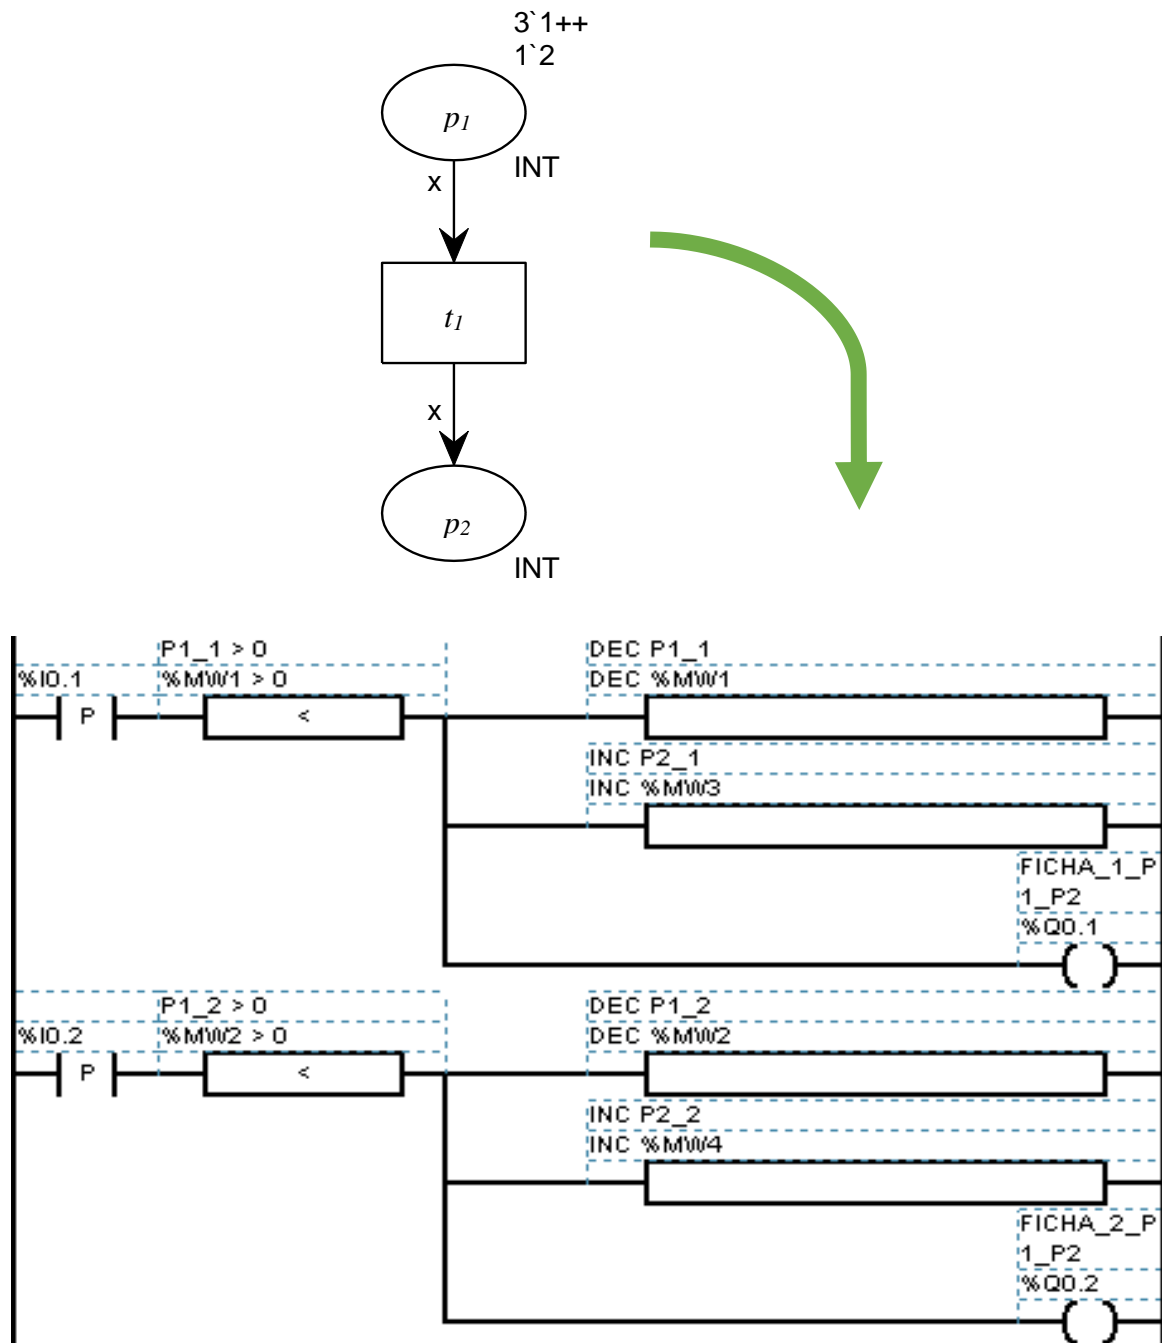 3`1++
1`2
p1
INT
x
t1
x
p2
INT
P1_1 > 0
DEC P1_1
%I0.1
%MW1 > 0
DEC %MW1
P
<
INC P2_1
INC %MW3
FICHA_1_P
1_P2
%Q0.1
P1_2 > 0
DEC P1_2
%I0.2
%MW2 > 0
DEC %MW2
P
<
INC P2_2
INC %MW4
FICHA_2_P
1_P2
%Q0.2